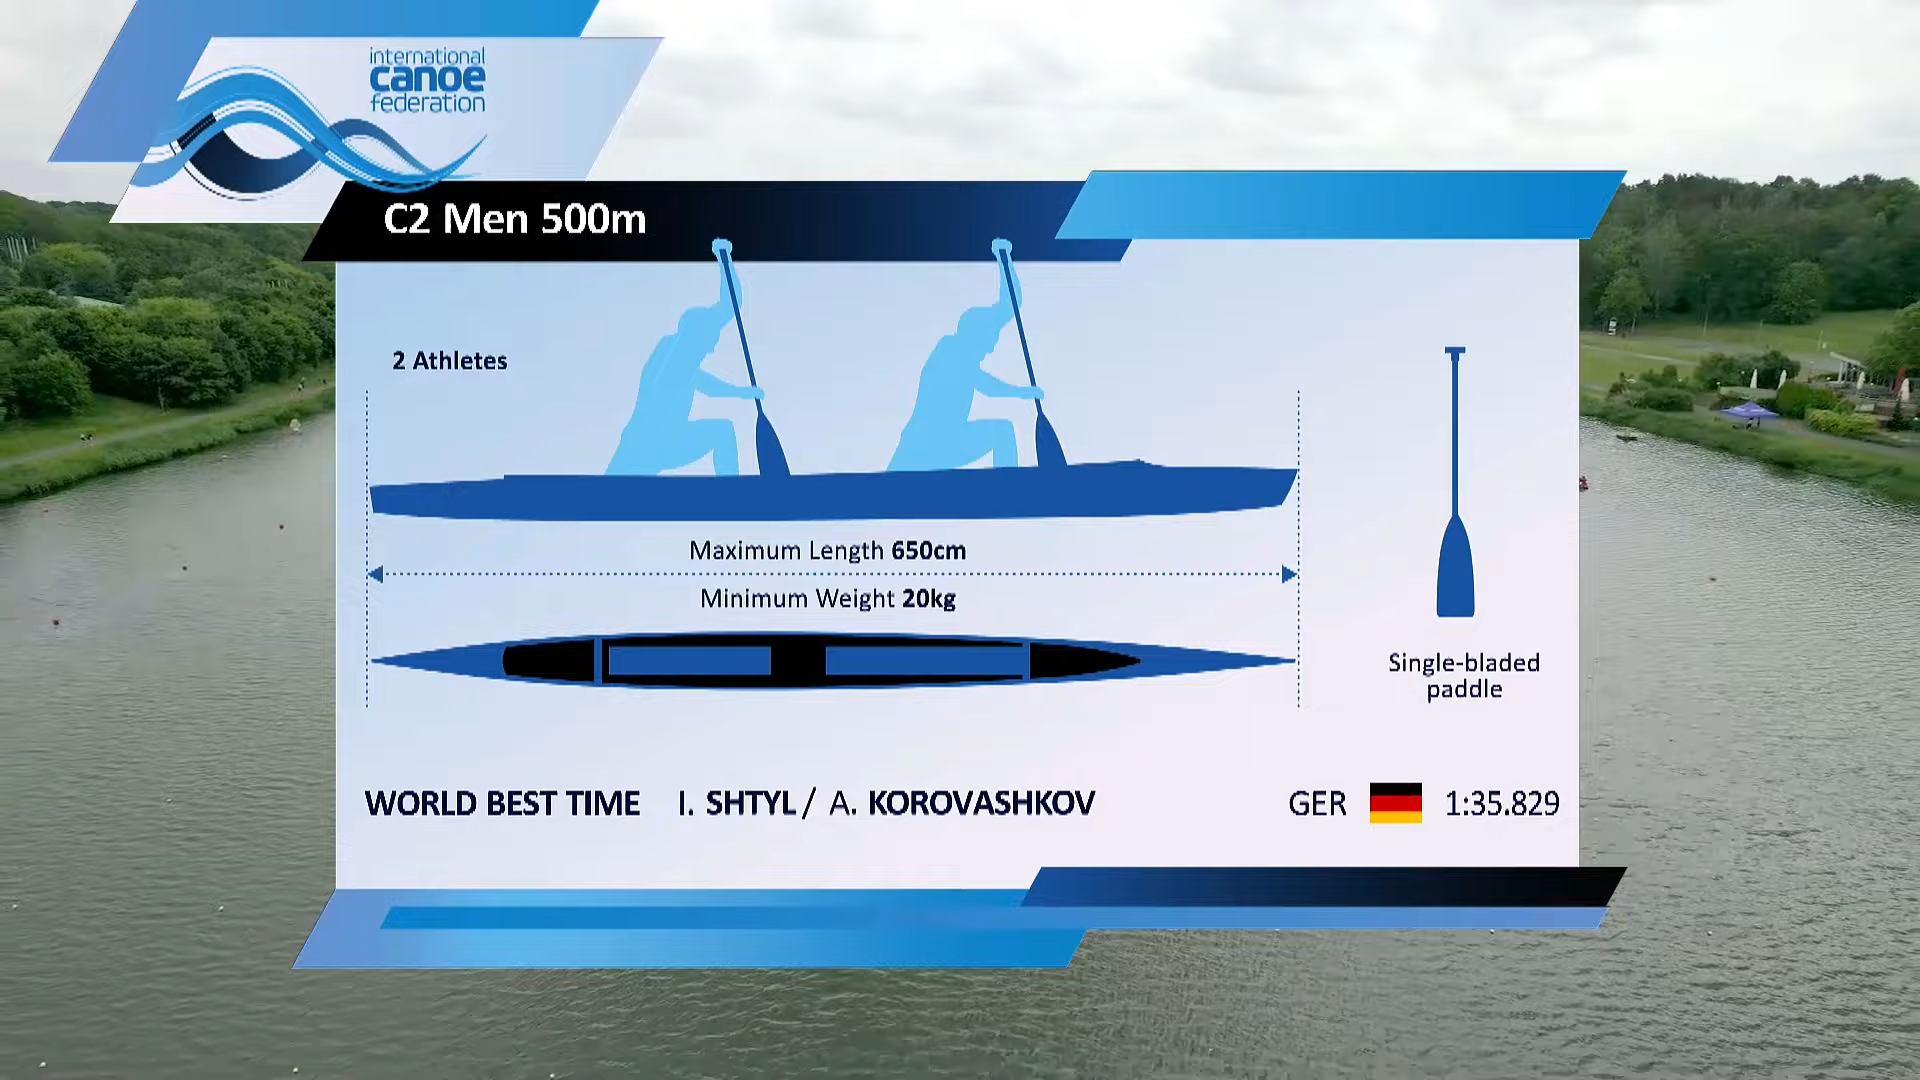 international
canoe
federation
C2 Men 500m
2 Athletes
Maximum Length 650cm
Minimum Weight 20kg
Single-bladed
paddle
WORLD BEST TIME I. SHTYL / A. KOROVASHKOV GER 1:35.829